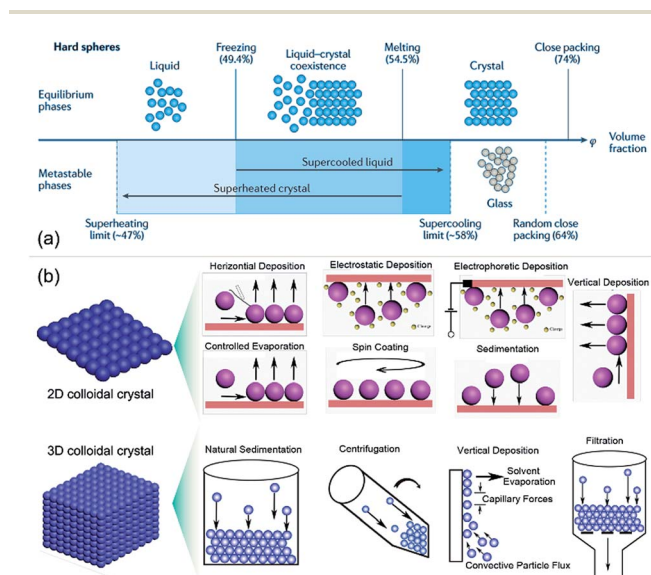 Hard spheres
Freezing
(49.4%)
Liquid–crystal
coexistence
Melting
(54.5%)
Close packing
(74%)
Liquid
Crystal
Equilibrium
phases
φ
Volume
fraction
Metastable
phases
Supercooled liquid
Superheated crystal
Glass
Superheating
limit (~47%)
Supercooling
limit (~58%)
Random close
packing (64%)
(a)
(b)
Horizontial Deposition
Electrostatic Deposition
Electrophoretic Deposition
Vertical Deposition
Controlled Evaporation
Spin Coating
Sedimentation
2D colloidal crystal
3D colloidal crystal
Natural Sedimentation
Centrifugation
Vertical Deposition
Filtration
Solvent
Evaporation
Capillary Forces
Convective Particle Flux